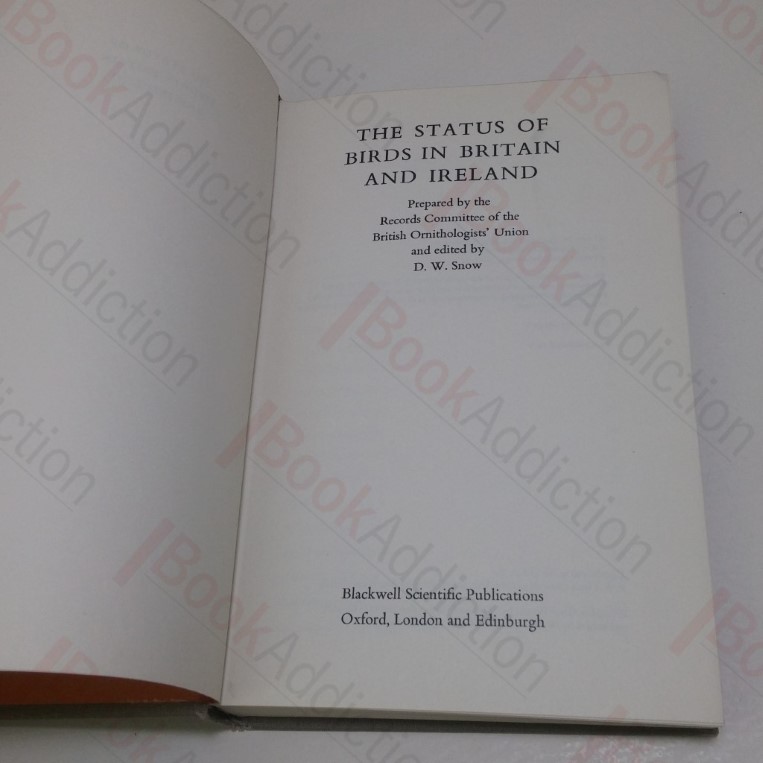 THE STATUS OF
BIRDS IN BRITAIN
AND IRELAND
Prepared by the
Records Committee of the
British Ornithologists' Union
and edited by
D. W. Snow
Blackwell Scientific Publications
Oxford, London and Edinburgh
BookAddiction